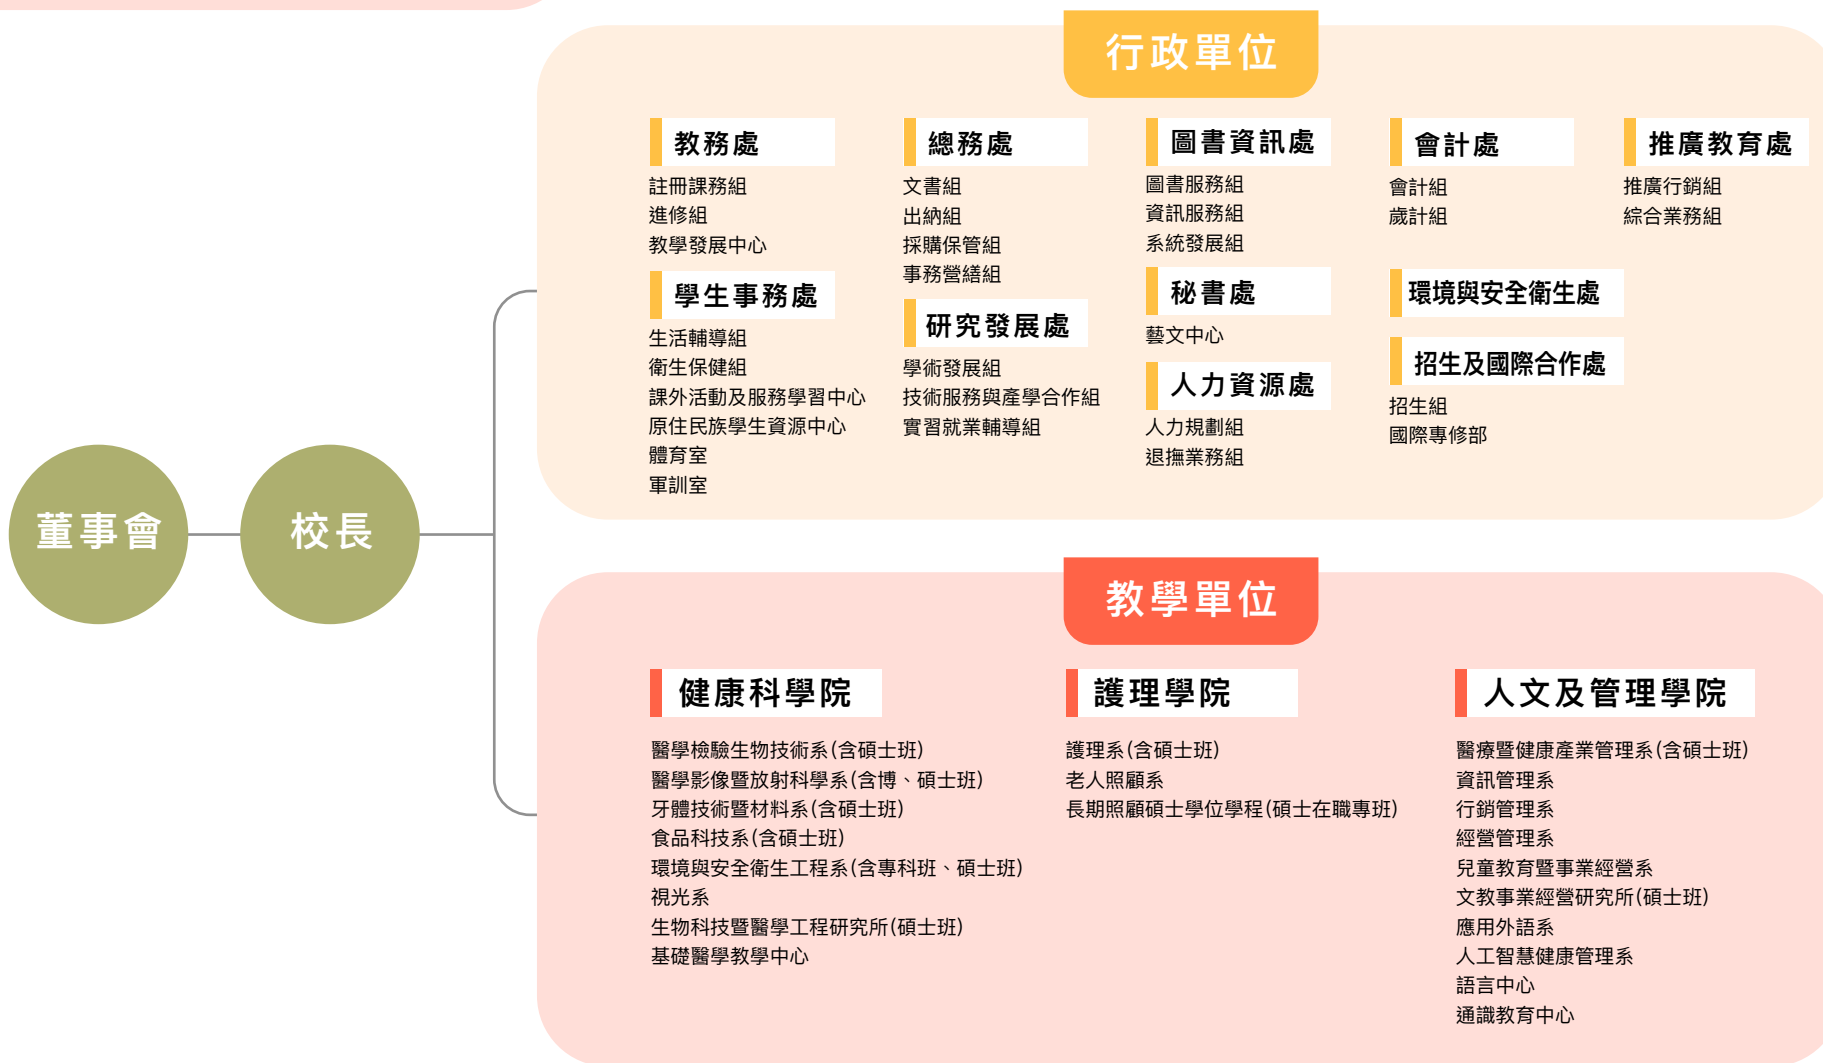 董事會
校長
行政單位
教務處
註冊課務組
進修組
教學發展中心
學生事務處
生活輔導組
衛生保健組
課外活動及服務學習中心
原住民族學生資源中心
體育室
軍訓室
總務處
文書組
出納組
採購保管組
事務營繕組
研究發展處
學術發展組
技術服務與產學合作組
實習就業輔導組
圖書資訊處
圖書服務組
資訊服務組
系統發展組
秘書處
藝文中心
人力資源處
人力規劃組
退撫業務組
會計處
會計組
歲計組
環境與安全衛生處
招生及國際合作處
招生組
國際專修部
推廣教育處
推廣行銷組
綜合業務組
教學單位
健康科學院
醫學檢驗生物技術系(含碩士班)
醫學影像暨放射科學系(含博、碩士班)
牙體技術暨材料系(含碩士班)
食品科技系(含碩士班)
環境與安全衛生工程系(含專科班、碩士班)
視光系
生物科技暨醫學工程研究所(碩士班)
基礎醫學教學中心
護理學院
護理系(含碩士班)
老人照顧系
長期照顧碩士學位學程(碩士在職專班)
人文及管理學院
醫療暨健康產業管理系(含碩士班)
資訊管理系
行銷管理系
經營管理系
兒童教育暨事業經營系
文教事業經營研究所(碩士班)
應用外語系
人工智慧健康管理系
語言中心
通識教育中心